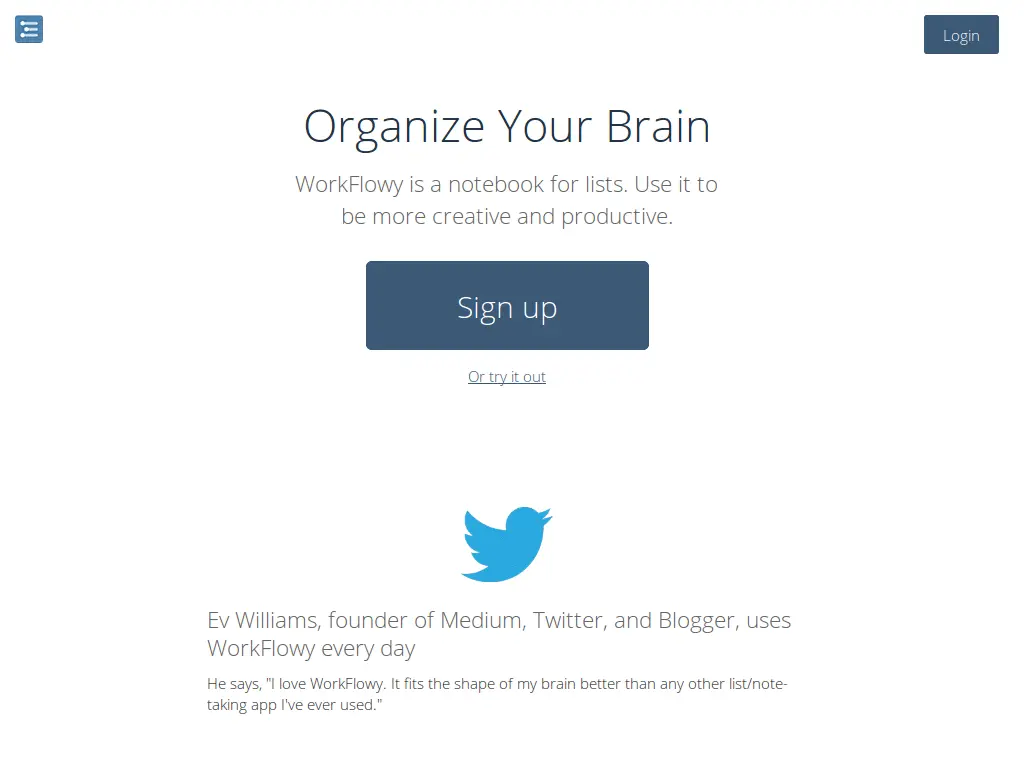 Login
Organize Your Brain
WorkFlowy is a notebook for lists. Use it to
be more creative and productive.
Sign up
Or try it out
Ev Williams, founder of Medium, Twitter, and Blogger, uses
WorkFlowy every day
He says, "I love WorkFlowy. It fits the shape of my brain better than any other list/note-
taking app I've ever used."